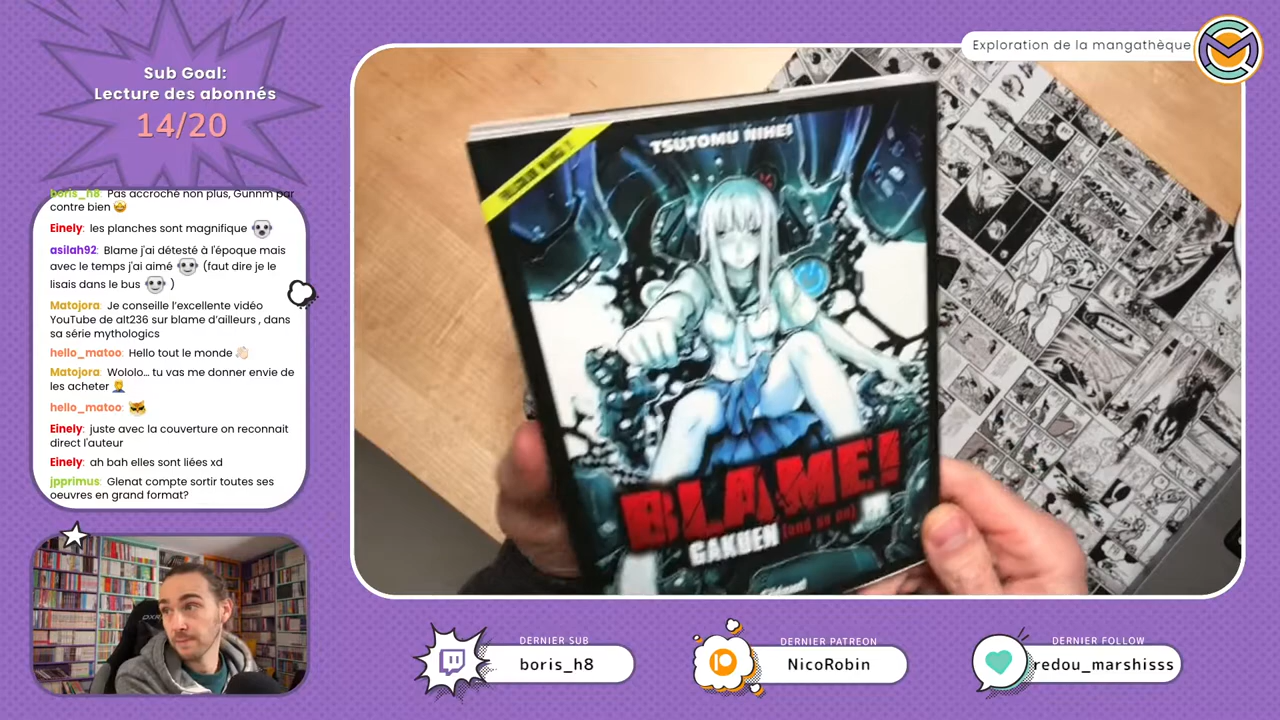 Sub Goal:
Lecture des abonnés
14/20
Exploration de la mangathèque
boris_h8: Pas accroché non plus, Gunnm par
contre bien
Einely: les planches sont magnifique
asilah92: Blame j'ai détesté à l'époque mais
avec le temps j'ai aimé (faut dire je le
lisais dans le bus )
Matojora: Je conseille l'excellente vidéo
YouTube de alt236 sur blame d'ailleurs , dans
sa série mythologics
hello_matoo: Hello tout le monde
Matojora: Wololo... tu vas me donner envie de
les acheter
hello_matoo:
Einely: juste avec la couverture on reconnait
direct l'auteur
Einely: ah bah elles sont liées xd
jpprimus: Glenat compte sortir toutes ses
oeuvres en grand format?
TSUTOMU NIHEI
BLAME!
GAKUEN (and so on)
DERNIER SUB
boris_h8
DERNIER PATREON
NicoRobin
DERNIER FOLLOW
redou_marshisss